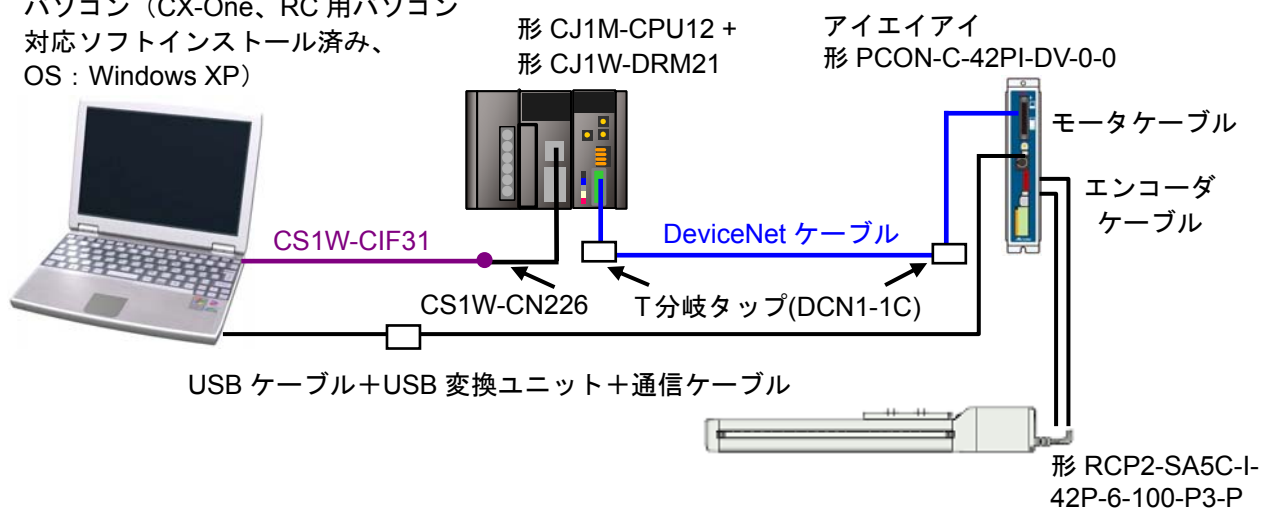 パソコン（CX-One、RC 用パソコン
対応ソフトインストール済み、
OS：Windows XP）
形 CJ1M-CPU12 +
形 CJ1W-DRM21
アイエイアイ
形 PCON-C-42PI-DV-0-0
モータケーブル
エンコーダ
ケーブル
CS1W-CIF31
DeviceNet ケーブル
CS1W-CN226
T分岐タップ(DCN1-1C)
USB ケーブル＋USB 変換ユニット＋通信ケーブル
形 RCP2-SA5C-I-
42P-6-100-P3-P